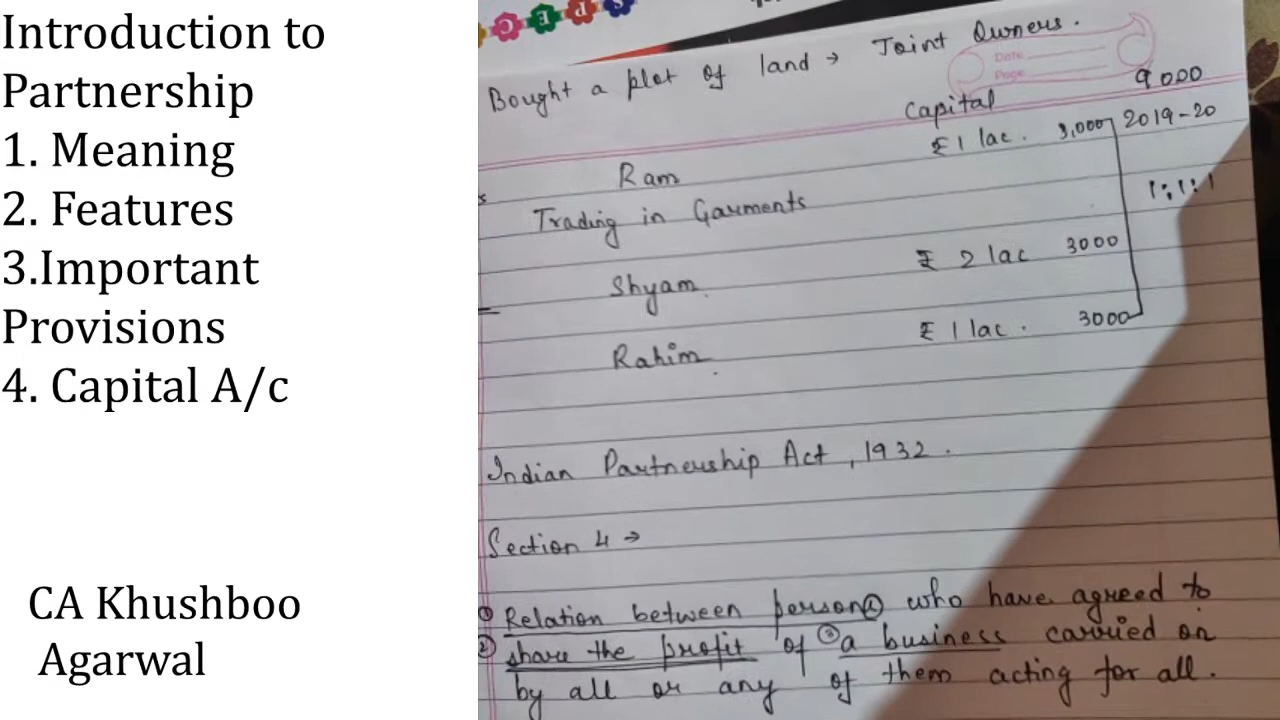 Introduction to
Partnership
1. Meaning
2. Features
3.Important
Provisions
4. Capital A/c
CA Khushboo
Agarwal
S P E C
Bought a plot of land → Joint Owners.
Date
Page
9000
Capital
Ram ₹ 1 lac. 3,000 2019-20
Trading in Garments 1:1:1
Shyam ₹ 2 lac 3000
Rahim ₹ 1 lac. 3000
Indian Partnership Act, 1932.
Section 4 →
① Relation between person① who have agreed to
② share the profit of ③ a business carried on
by all or any of them acting for all.